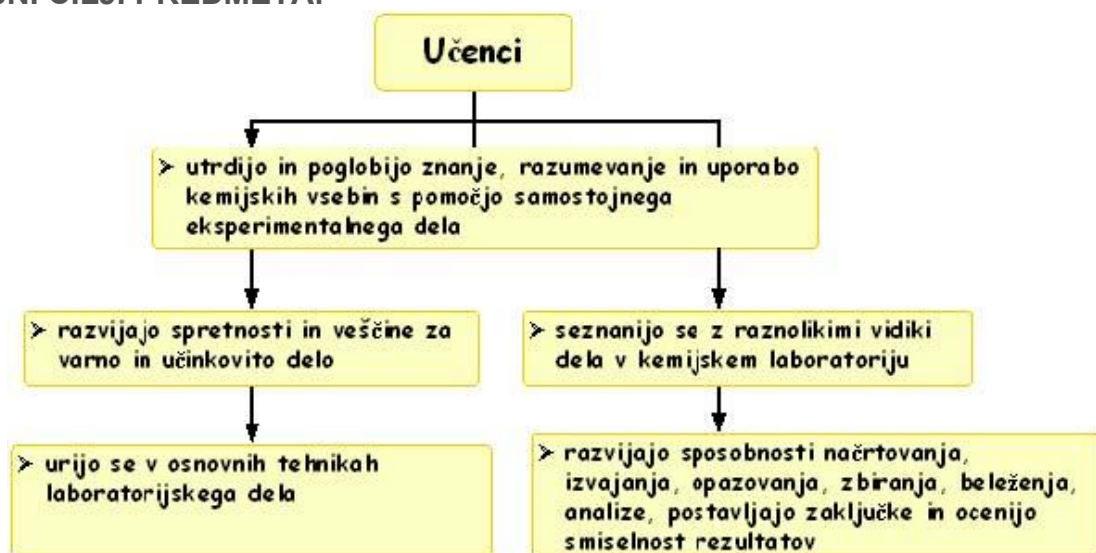 CILJI PREDMETA:
Učenci
➢ utrdijo in poglobijo znanje, razumevanje in uporabo
kemijskih vsebin s pomočjo samostojnega
eksperimentalnega dela
➢ razvijajo spretnosti in veščine za
varno in učinkovito delo
➢ seznanijo se z raznolikimi vidiki
dela v kemijskem laboratoriju
➢ urijo se v osnovnih tehnikah
laboratorijskega dela
➢ razvijajo sposobnosti načrtovanja,
izvajanja, opazovanja, zbiranja, beleženja,
analize, postavljajo zaključke in ocenijo
smiselnost rezultatov